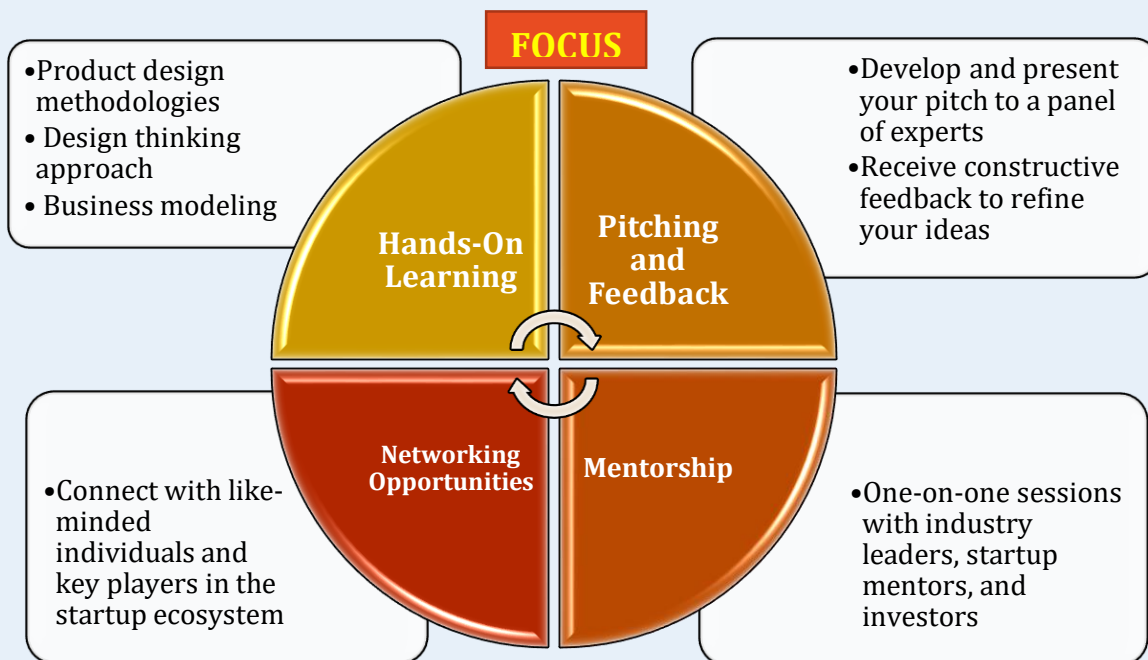 FOCUS
•Product design
methodologies
• Design thinking
approach
• Business modeling
Hands-On
Learning
Pitching
and
Feedback
•Develop and present
your pitch to a panel
of experts
•Receive constructive
feedback to refine
your ideas
•Connect with like-
minded
individuals and
key players in the
startup ecosystem
Networking
Opportunities
Mentorship
•One-on-one sessions
with industry
leaders, startup
mentors, and
investors